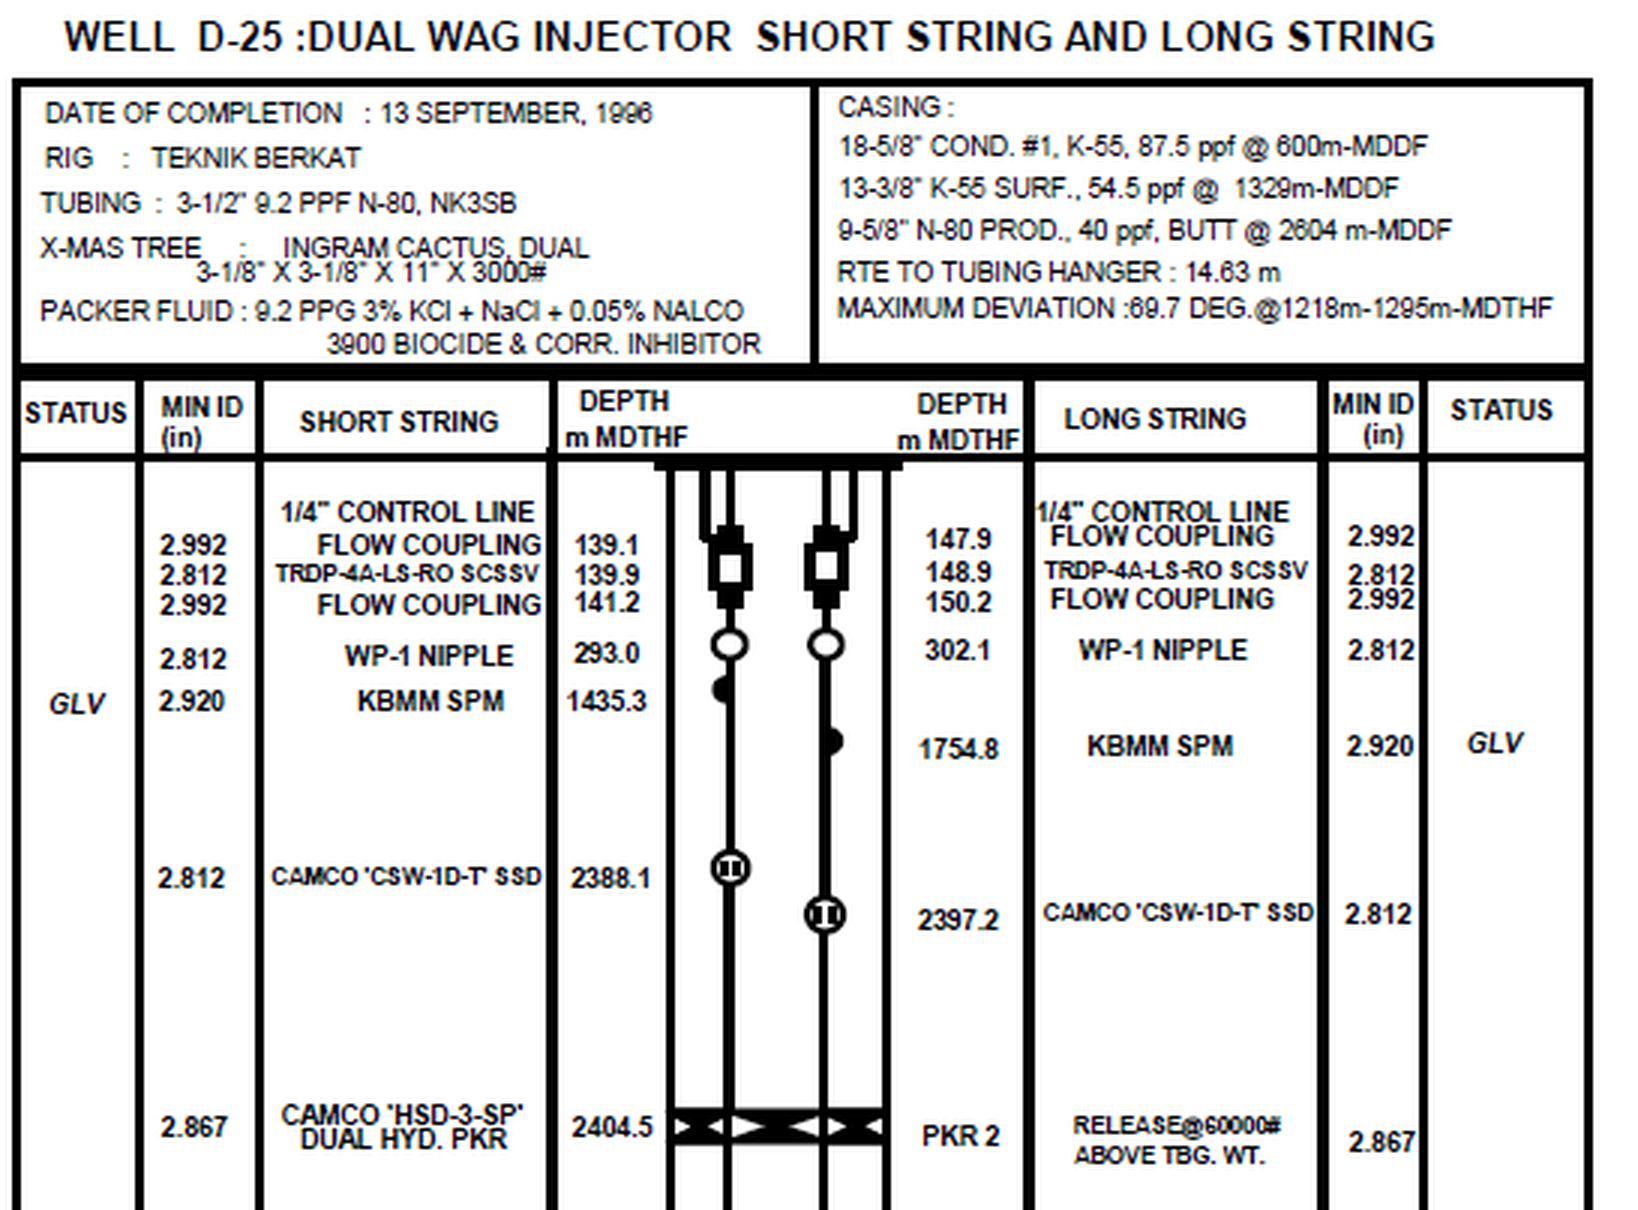 WELL D-25 :DUAL WAG INJECTOR SHORT STRING AND LONG STRING
DATE OF COMPLETION : 13 SEPTEMBER, 1996
RIG : TEKNIK BERKAT
TUBING : 3-1/2" 9.2 PPF N-80, NK3SB
X-MAS TREE : INGRAM CACTUS, DUAL
3-1/8" X 3-1/8" X 11" X 3000#
PACKER FLUID : 9.2 PPG 3% KCl + NaCl + 0.05% NALCO
3900 BIOCIDE & CORR. INHIBITOR
CASING :
18-5/8" COND. #1, K-55, 87.5 ppf @ 600m-MDDF
13-3/8" K-55 SURF., 54.5 ppf @ 1329m-MDDF
9-5/8" N-80 PROD., 40 ppf, BUTT @ 2604 m-MDDF
RTE TO TUBING HANGER : 14.63 m
MAXIMUM DEVIATION :69.7 DEG.@1218m-1295m-MDTHF
STATUS MIN ID (in) SHORT STRING DEPTH m MDTHF DEPTH m MDTHF LONG STRING MIN ID (in) STATUS
1/4" CONTROL LINE 1/4" CONTROL LINE
2.992 FLOW COUPLING 139.1 147.9 FLOW COUPLING 2.992
2.812 TRDP-4A-LS-RO SCSSV 139.9 148.9 TRDP-4A-LS-RO SCSSV 2.812
2.992 FLOW COUPLING 141.2 150.2 FLOW COUPLING 2.992
2.812 WP-1 NIPPLE 293.0 302.1 WP-1 NIPPLE 2.812
GLV 2.920 KBMM SPM 1435.3
1754.8 KBMM SPM 2.920 GLV
2.812 CAMCO 'CSW-1D-T' SSD 2388.1
2397.2 CAMCO 'CSW-1D-T' SSD 2.812
2.867 CAMCO 'HSD-3-SP' DUAL HYD. PKR 2404.5 PKR 2 RELEASE@60000# ABOVE TBG. WT. 2.867